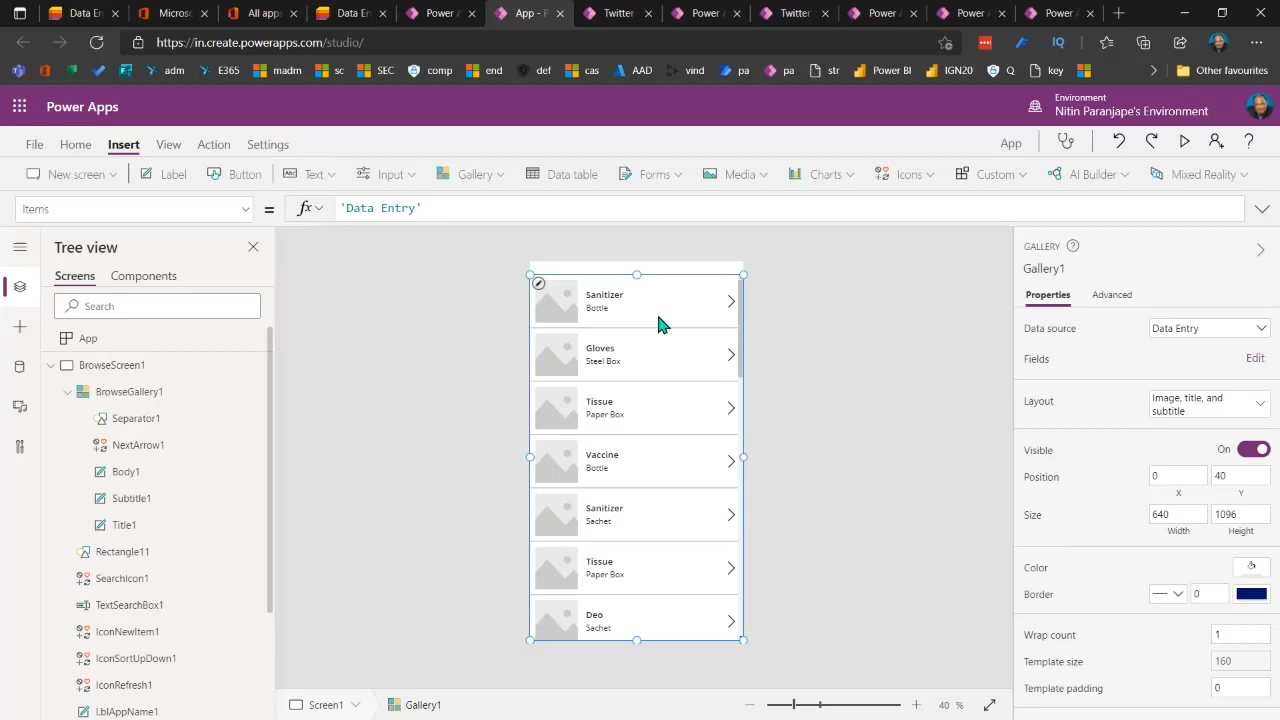 Data En
Microso
All apps
Data En
Power A
App - P
Twitter
Power A
Twitter
Power A
Power A
Power A
https://in.create.powerapps.com/studio/
IQ
adm
E365
madm
sc
SEC
comp
end
def
cas
AAD
vind
pa
pa
str
Power BI
IGN20
Q
key
Other favourites
Power Apps
Environment
Nitin Paranjape's Environment
File
Home
Insert
View
Action
Settings
App
New screen
Label
Button
Abc
Text
Input
Gallery
Data table
Forms
Media
Charts
Icons
Custom
AI Builder
Mixed Reality
Items
=
fx
'Data Entry'
Tree view
Screens
Components
Search
App
BrowseScreen1
BrowseGallery1
Separator1
NextArrow1
Body1
Subtitle1
Title1
Rectangle11
SearchIcon1
TextSearchBox1
IconNewItem1
IconSortUpDown1
IconRefresh1
LblAppName1
Sanitizer
Bottle
Gloves
Steel Box
Tissue
Paper Box
Vaccine
Bottle
Sanitizer
Sachet
Tissue
Paper Box
Deo
Sachet
Screen1
Gallery1
40 %
GALLERY
Gallery1
Properties
Advanced
Data source
Data Entry
Fields
Edit
Layout
Image, title, and
subtitle
Visible
On
Position
0
40
X
Y
Size
640
1096
Width
Height
Color
Border
0
Wrap count
1
Template size
160
Template padding
0